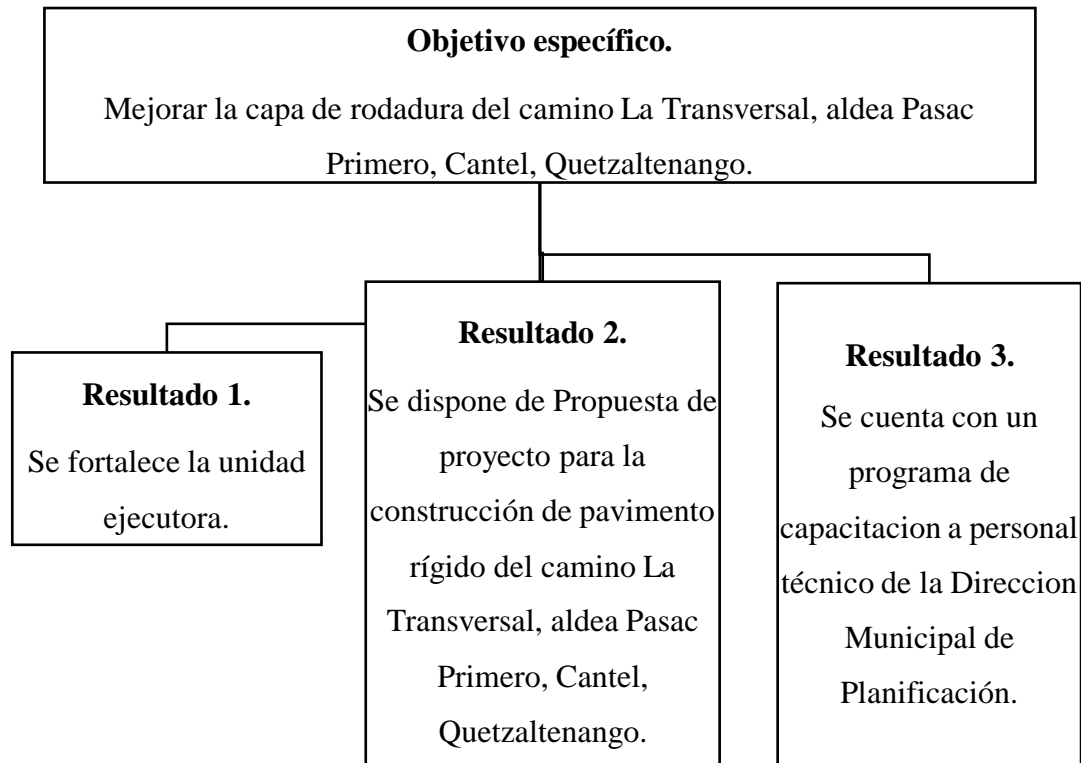 Objetivo específico.
Mejorar la capa de rodadura del camino La Transversal, aldea Pasac
Primero, Cantel, Quetzaltenango.
Resultado 1.
Se fortalece la unidad
ejecutora.
Resultado 2.
Se dispone de Propuesta de
proyecto para la
construcción de pavimento
rígido del camino La
Transversal, aldea Pasac
Primero, Cantel,
Quetzaltenango.
Resultado 3.
Se cuenta con un
programa de
capacitacion a personal
técnico de la Direccion
Municipal de
Planificación.